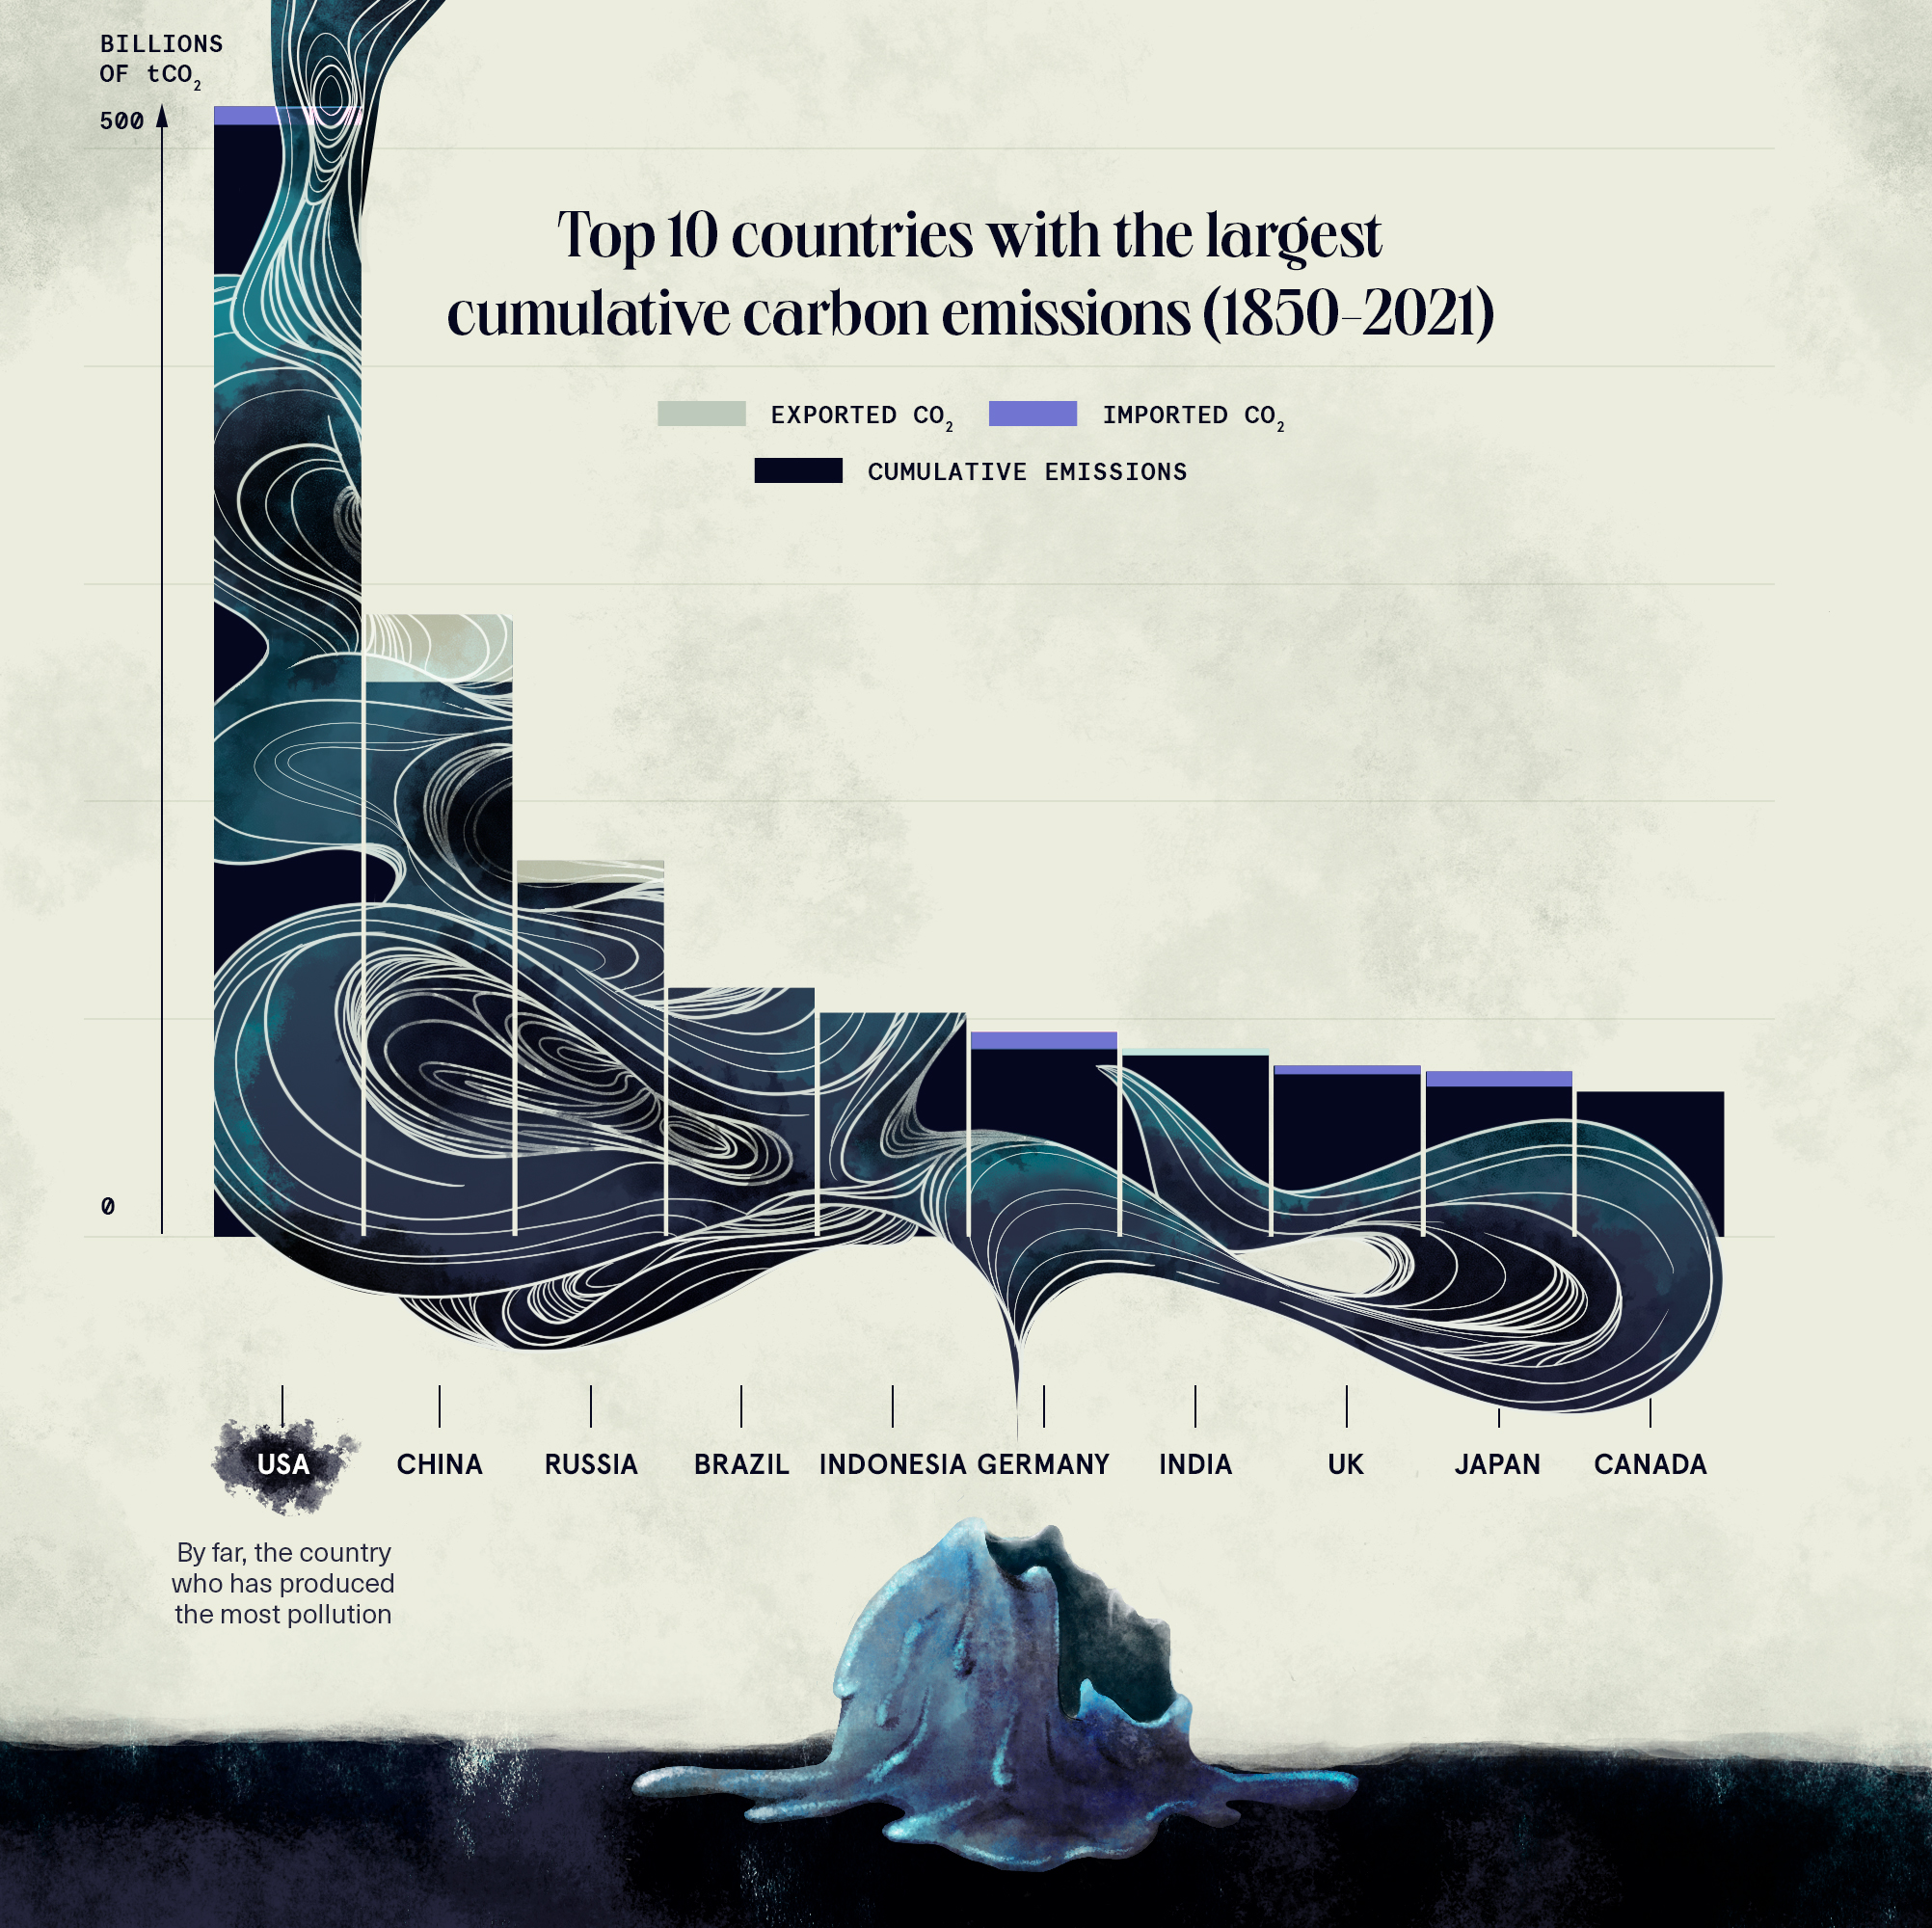 BILLIONS
OF tCO₂
500
Top 10 countries with the largest
cumulative carbon emissions (1850-2021)
EXPORTED CO₂ IMPORTED CO₂
CUMULATIVE EMISSIONS
0
USA CHINA RUSSIA BRAZIL INDONESIA GERMANY INDIA UK JAPAN CANADA
By far, the country
who has produced
the most pollution